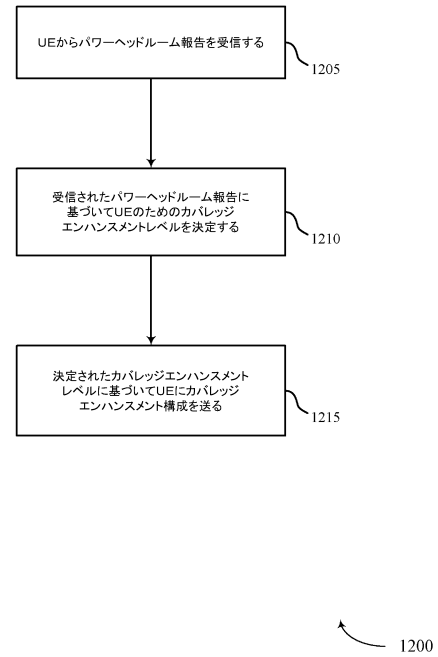 UEからパワーヘッドルーム報告を受信する
1205
受信されたパワーヘッドルーム報告に
基づいてUEのためのカバレッジ
エンハンスメントレベルを決定する
1210
決定されたカバレッジエンハンスメント
レベルに基づいてUEにカバレッジ
エンハンスメント構成を送る
1215
1200